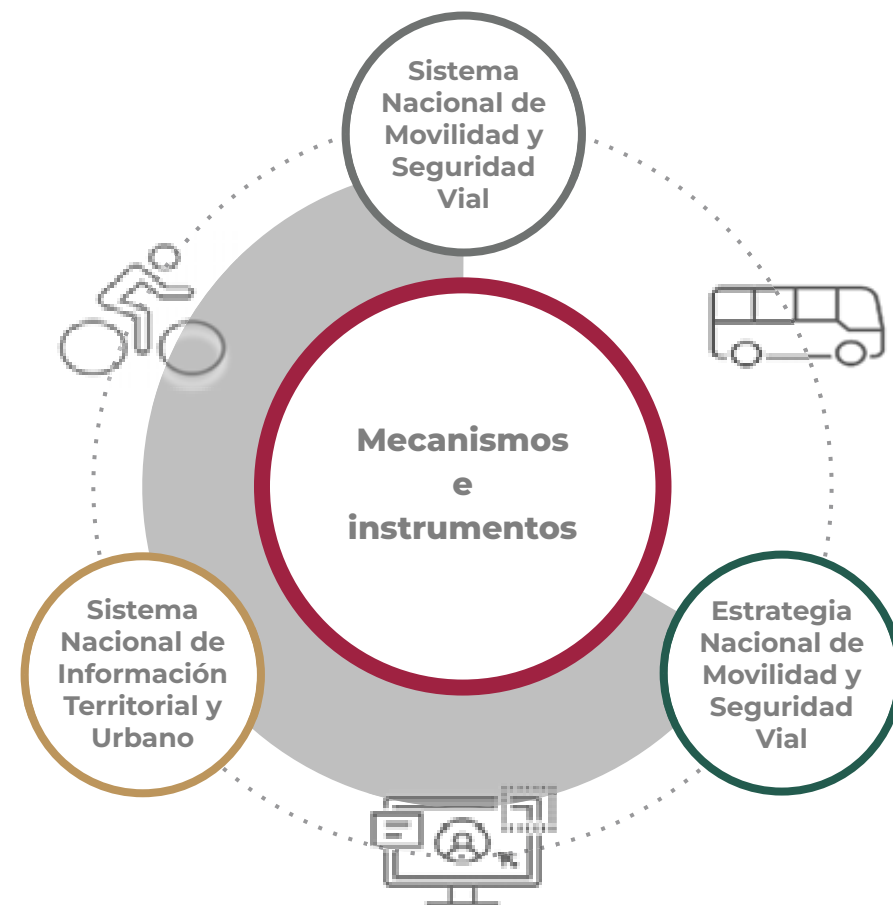 Sistema
Nacional de
Movilidad y
Seguridad
Vial
Mecanismos
e
instrumentos
Sistema
Nacional de
Información
Territorial y
Urbano
Estrategia
Nacional de
Movilidad y
Seguridad
Vial